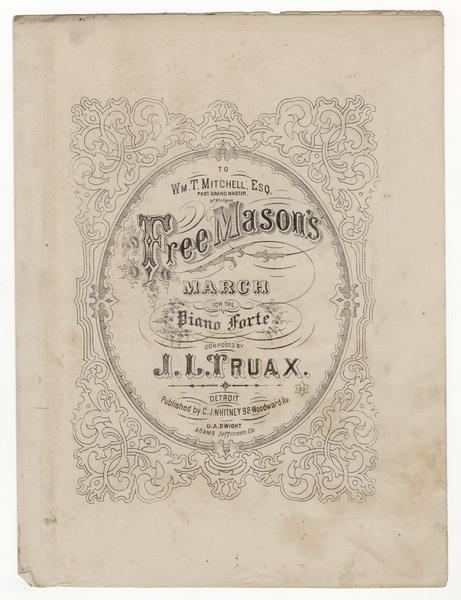 TO
WM. T. MITCHELL, ESQ.
PAST GRAND MASTER,
of Michigan
Free Mason's
MARCH
FOR THE
Piano Forte
COMPOSED BY
J. L. TRUAX.
DETROIT
Published by C. J. WHITNEY 92 Woodward Av.
D. A. DWIGHT
ADAMS Jefferson Co.